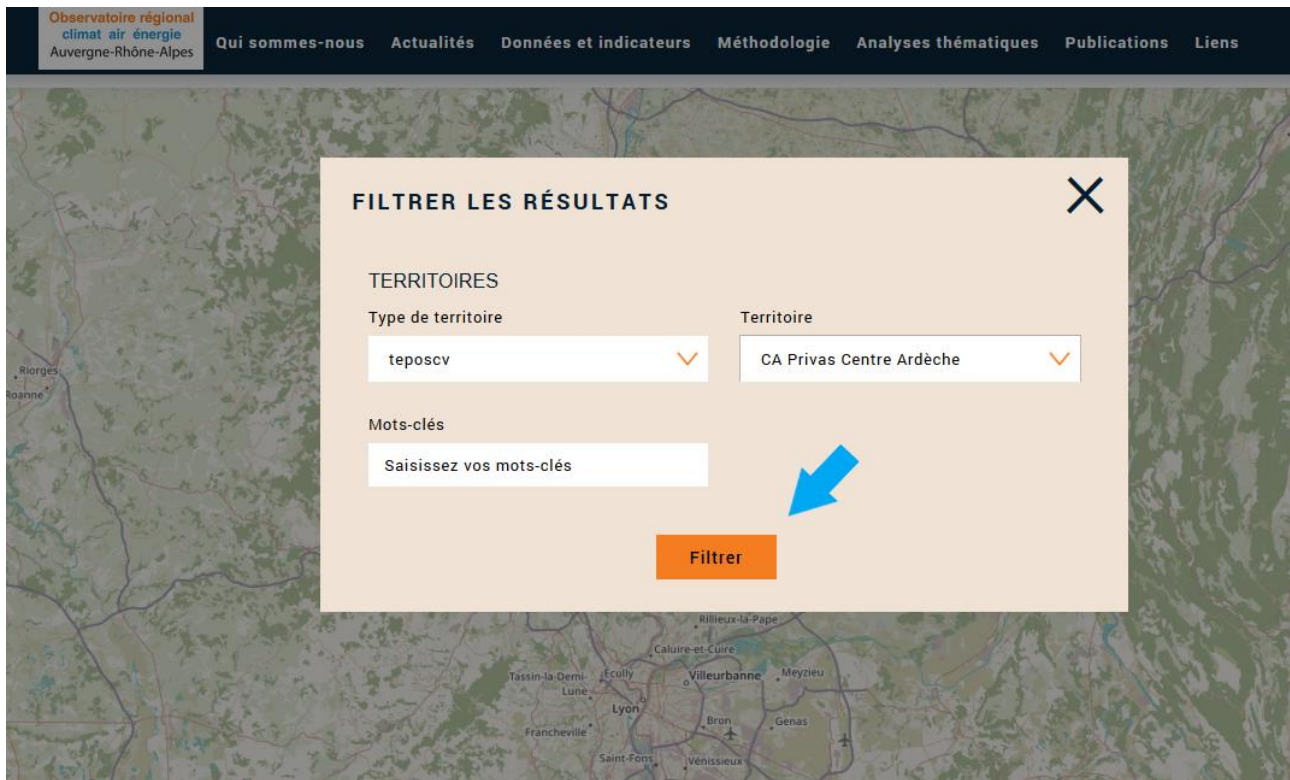 Observatoire régional
climat air énergie
Auvergne-Rhône-Alpes
Qui sommes-nous Actualités Données et indicateurs Méthodologie Analyses thématiques Publications Liens
FILTRER LES RÉSULTATS
TERRITOIRES
Type de territoire Territoire
teposcv CA Privas Centre Ardèche
Mots-clés
Saisissez vos mots-clés
Filtrer
Riorges
Roanne
Rillieux-la-Pape
Caluire-et-Cuire
Tassin-la-Demi-
Lune
Écully
Villeurbanne
Meyzieu
Lyon
Bron
Genas
Francheville
Saint-Fons
Vénissieux